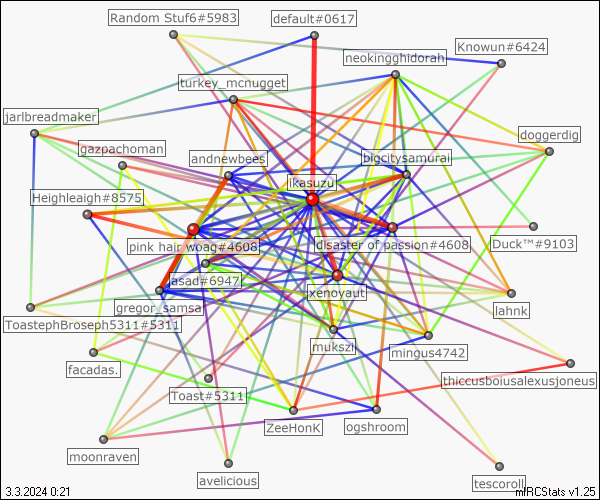 Random Stuf6#5983
default#0617
Knowun#6424
neokingghidorah
turkey_mcnugget
jarlbreadmaker
doggerdig
gazpachoman
andnewbees
bigcitysamurai
ikasuzu
Heighleaigh#8575
pink hair wpag#4608
disaster of passion#4608
Duck™#9103
asad#6947
xenoyaut
gregor_samsa
lahnk
ToastephBroseph5311#5311
mukszi
mingus4742
facadas.
thiccusboiusalexusjoneus
Toast#5311
ZeeHonK
ogshroom
moonraven
avelicious
tescoroll
3.3.2024 0:21
mIRCStats v1.25